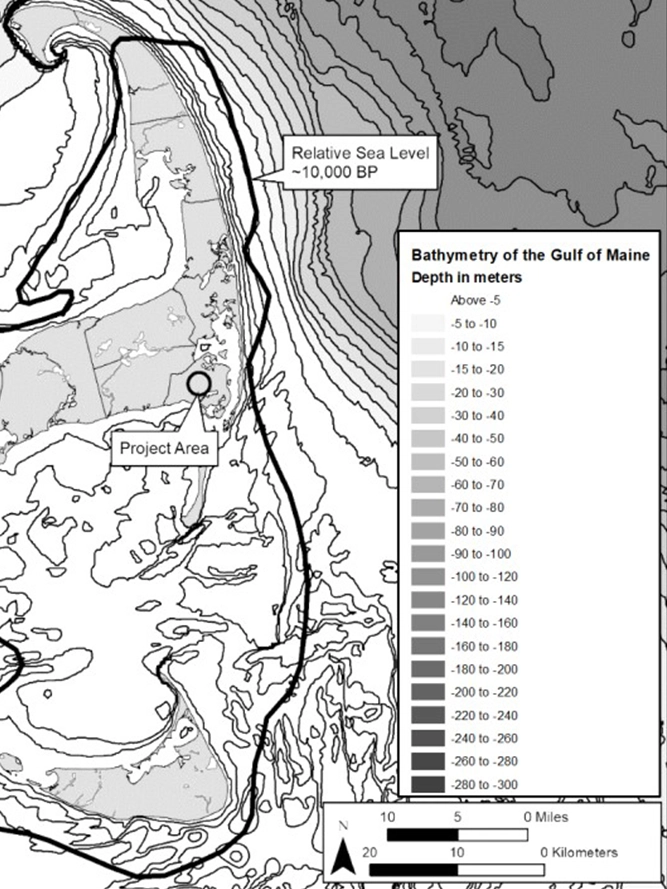 Relative Sea Level
~10,000 BP
Bathymetry of the Gulf of Maine
Depth in meters
Above -5
-5 to -10
-10 to -15
-15 to -20
-20 to -30
-30 to -40
-40 to -50
-50 to -60
-60 to -70
-70 to -80
-80 to -90
-90 to -100
-100 to -120
-120 to -140
-140 to -160
-160 to -180
-180 to -200
-200 to -220
-220 to -240
-240 to -260
-260 to -280
-280 to -300
Project Area
N
10 5 0 Miles
20 10 0 Kilometers